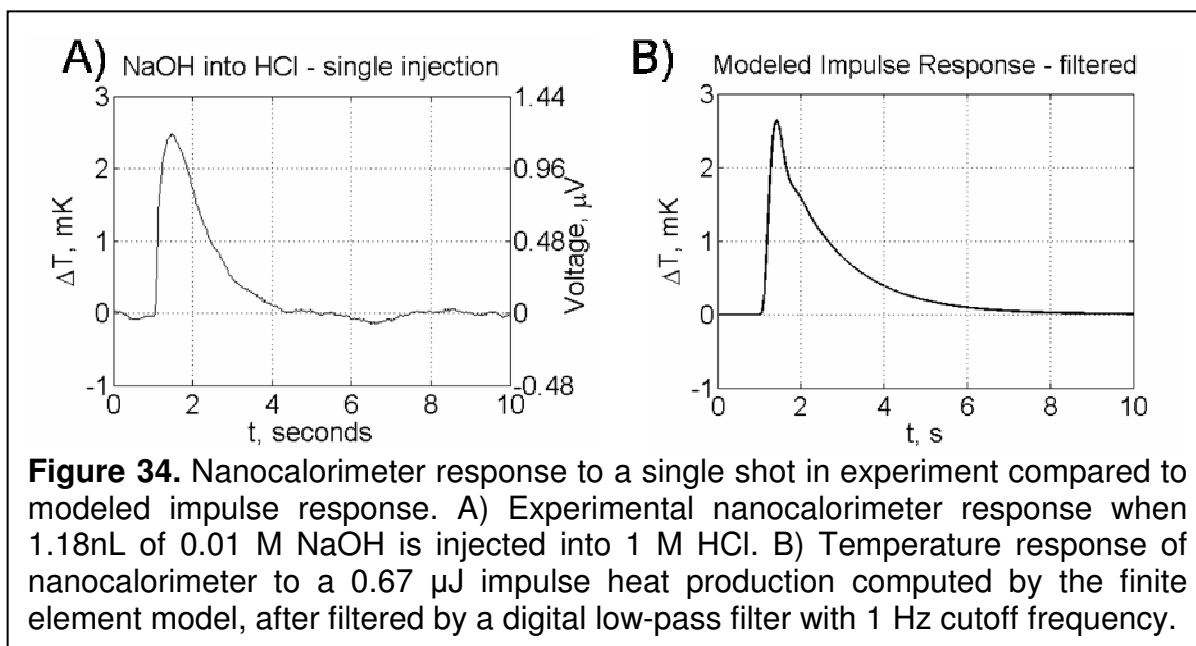 A) NaOH into HCl - single injection
3
2
1
0
-1
ΔT, mK
1.44
0.96
0.48
0
-0.48
Voltage, μV
0 2 4 6 8 10
t, seconds
B) Modeled Impulse Response - filtered
3
2
1
0
-1
ΔT, mK
0 2 4 6 8 10
t, s
Figure 34. Nanocalorimeter response to a single shot in experiment compared to
modeled impulse response. A) Experimental nanocalorimeter response when
1.18nL of 0.01 M NaOH is injected into 1 M HCl. B) Temperature response of
nanocalorimeter to a 0.67 µJ impulse heat production computed by the finite
element model, after filtered by a digital low-pass filter with 1 Hz cutoff frequency.